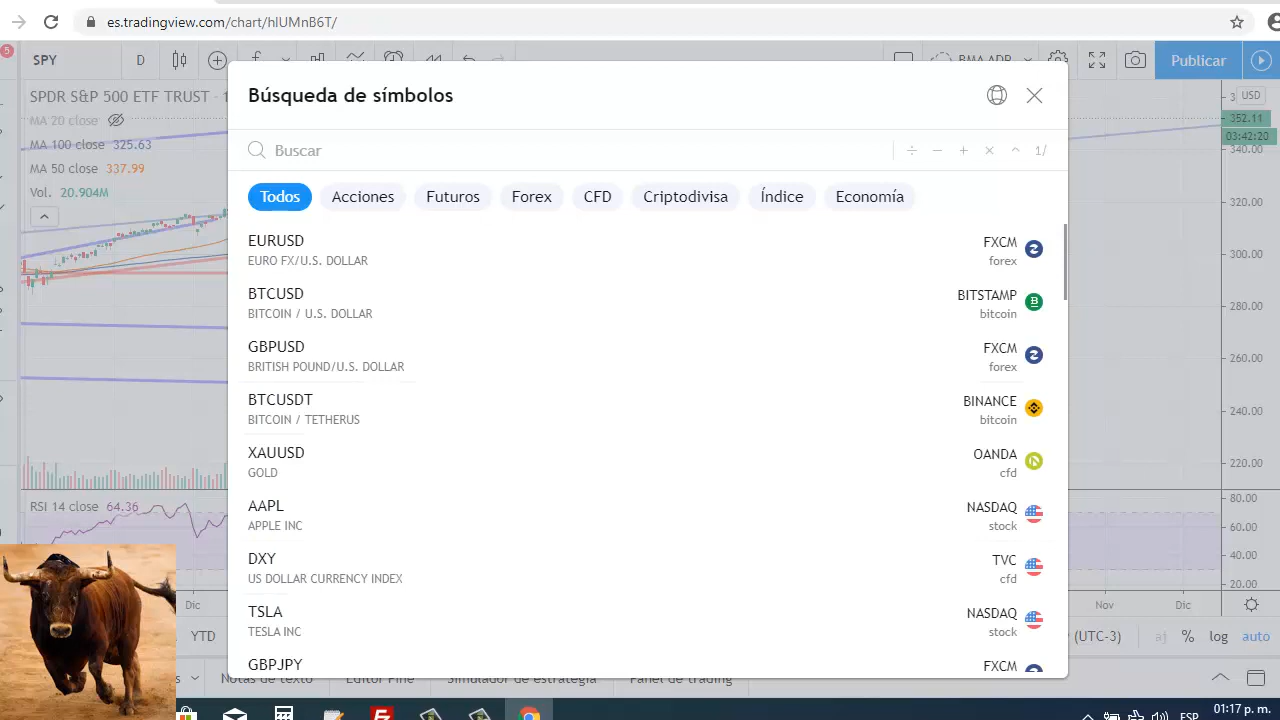 es.tradingview.com/chart/hlUMnB6T/
5
SPY
D
BMA ADR
Publicar
SPDR S&P 500 ETF TRUST
MA 20 close
MA 100 close 325.63
MA 50 close 337.99
Vol. 20.904M
RSI 14 close 64.36
Búsqueda de símbolos
Buscar
÷ − + × ^ 1/
Todos
Acciones
Futuros
Forex
CFD
Criptodivisa
Índice
Economía
EURUSD FXCM
EURO FX/U.S. DOLLAR forex
BTCUSD BITSTAMP
BITCOIN / U.S. DOLLAR bitcoin
GBPUSD FXCM
BRITISH POUND/U.S. DOLLAR forex
BTCUSDT BINANCE
BITCOIN / TETHERUS bitcoin
XAUUSD OANDA
GOLD cfd
AAPL NASDAQ
APPLE INC stock
DXY TVC
US DOLLAR CURRENCY INDEX cfd
TSLA NASDAQ
TESLA INC stock
GBPJPY FXCM
USD
352.11
03:42:20
340.00
320.00
300.00
280.00
260.00
240.00
220.00
80.00
60.00
40.00
20.00
Dic
Nov
Dic
YTD
(UTC-3)
%
log
auto
Notas de texto
Editor Pine
Simulador de estrategia
Panel de trading
ESP
01:17 p. m.